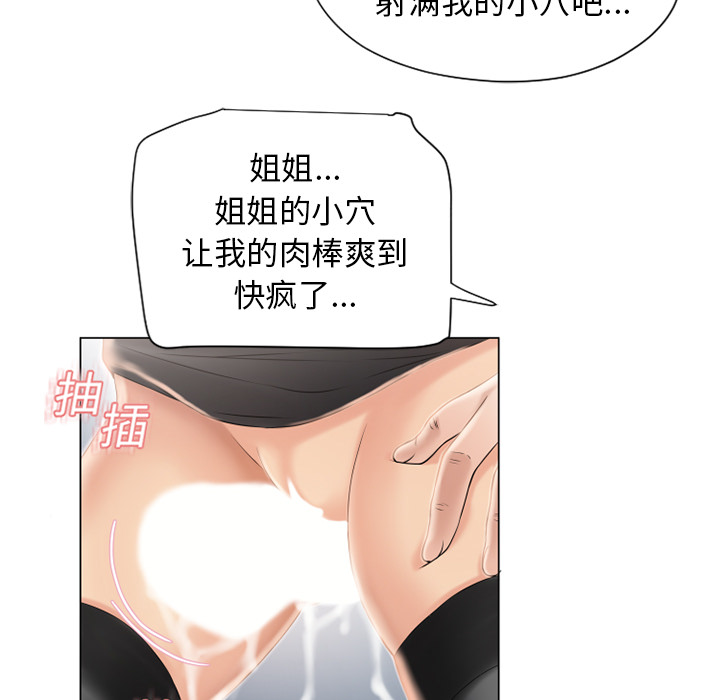 射满我的小穴吧…
姐姐…
姐姐的小穴
让我的肉棒爽到
快疯了…
抽
插